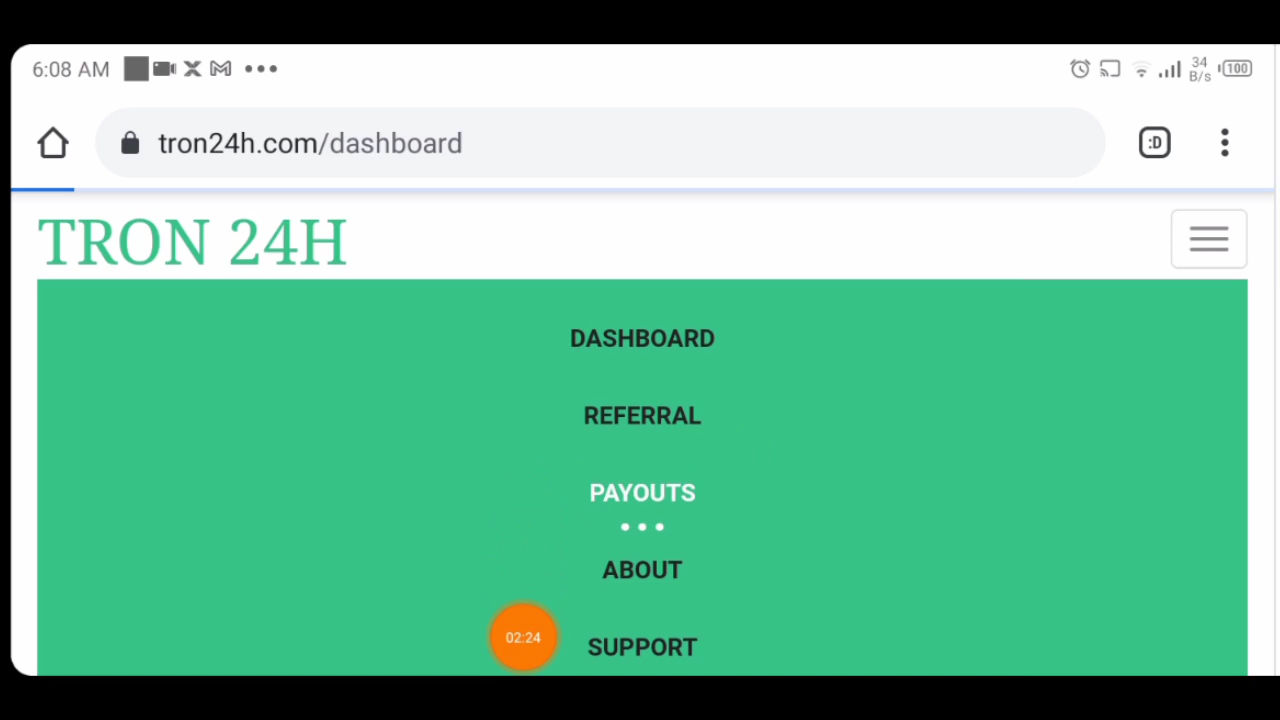 6:08 AM
34
B/s
100
tron24h.com/dashboard
:D
TRON 24H
DASHBOARD
REFERRAL
PAYOUTS
ABOUT
02:24
SUPPORT